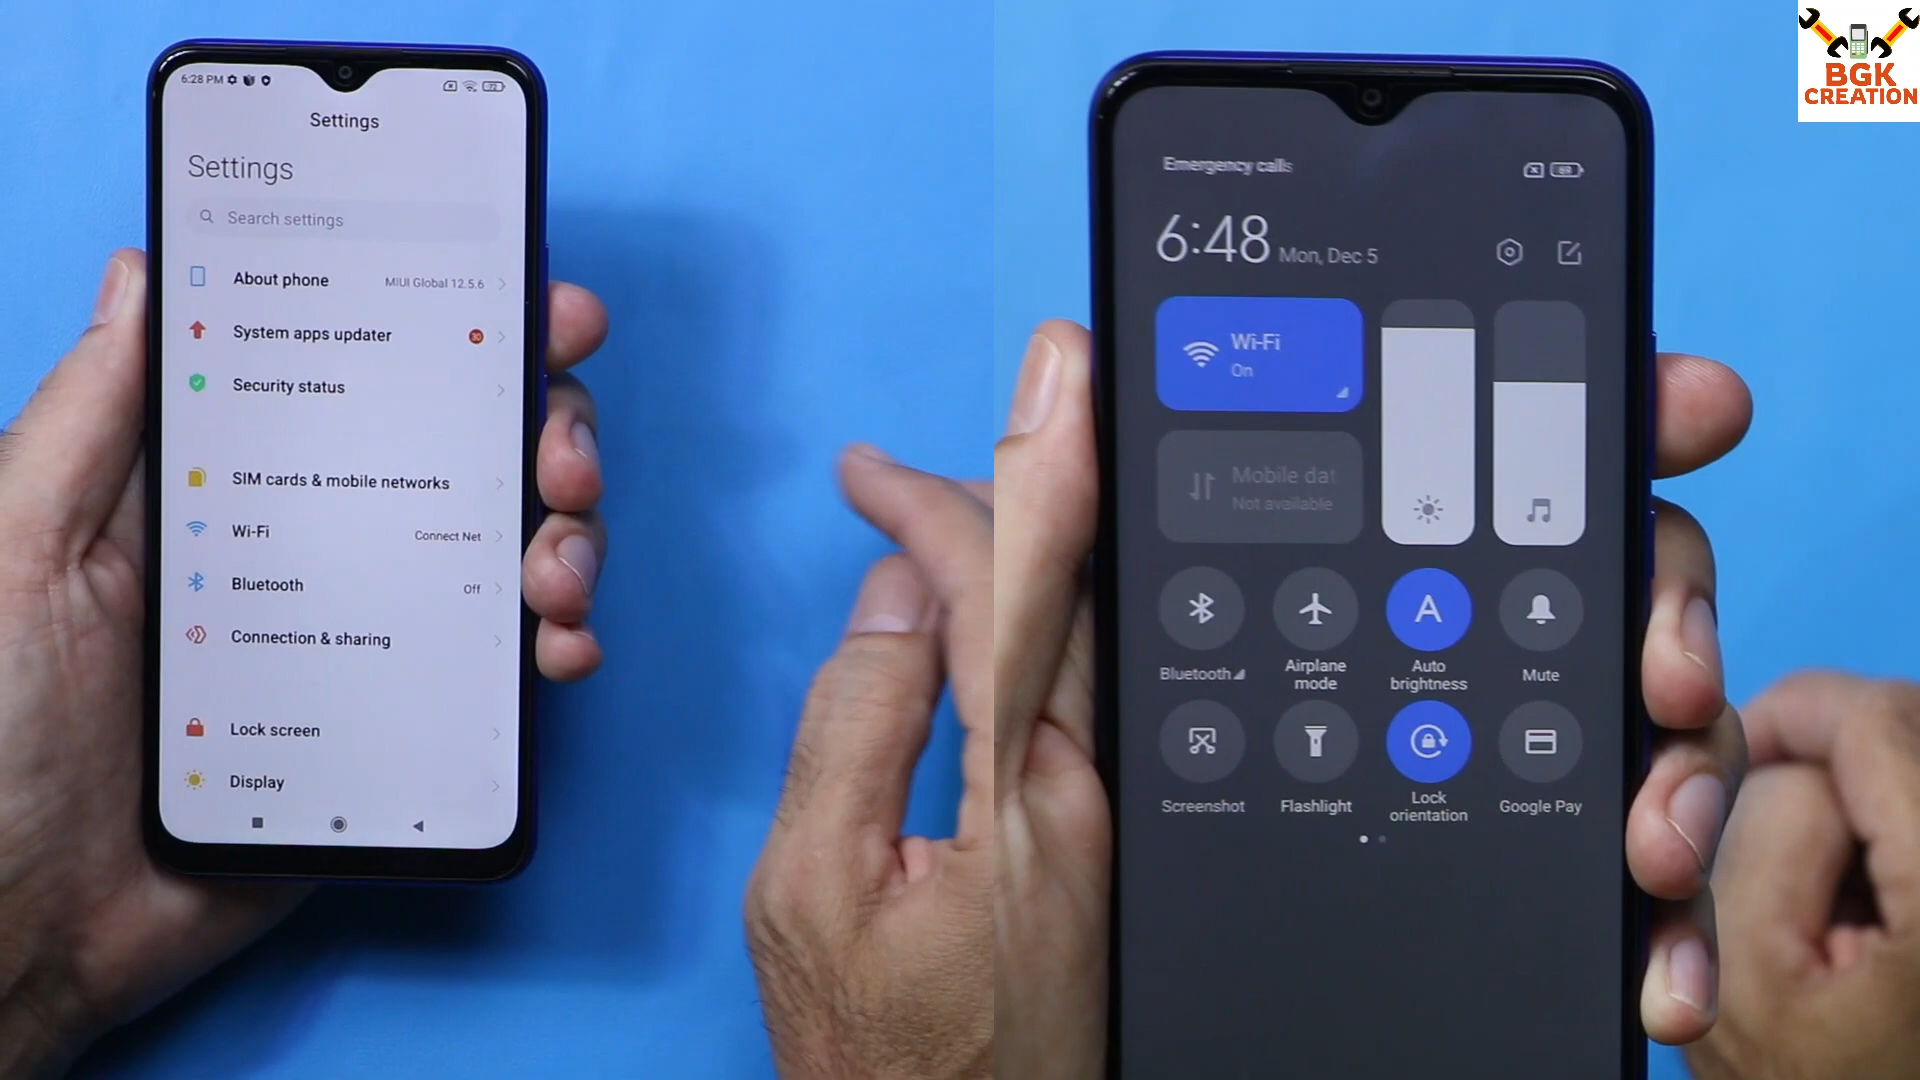 6:28 PM
72
Settings
Settings
Search settings
About phone
MIUI Global 12.5.6
System apps updater
30
Security status
SIM cards & mobile networks
Wi-Fi
Connect Net
Bluetooth
Off
Connection & sharing
Lock screen
Display
Emergency calls
69
6:48 Mon, Dec 5
Wi-Fi
On
Mobile dat
Not available
A
Bluetooth
Airplane
mode
Auto
brightness
Mute
Screenshot
Flashlight
Lock
orientation
Google Pay
BGK
CREATION